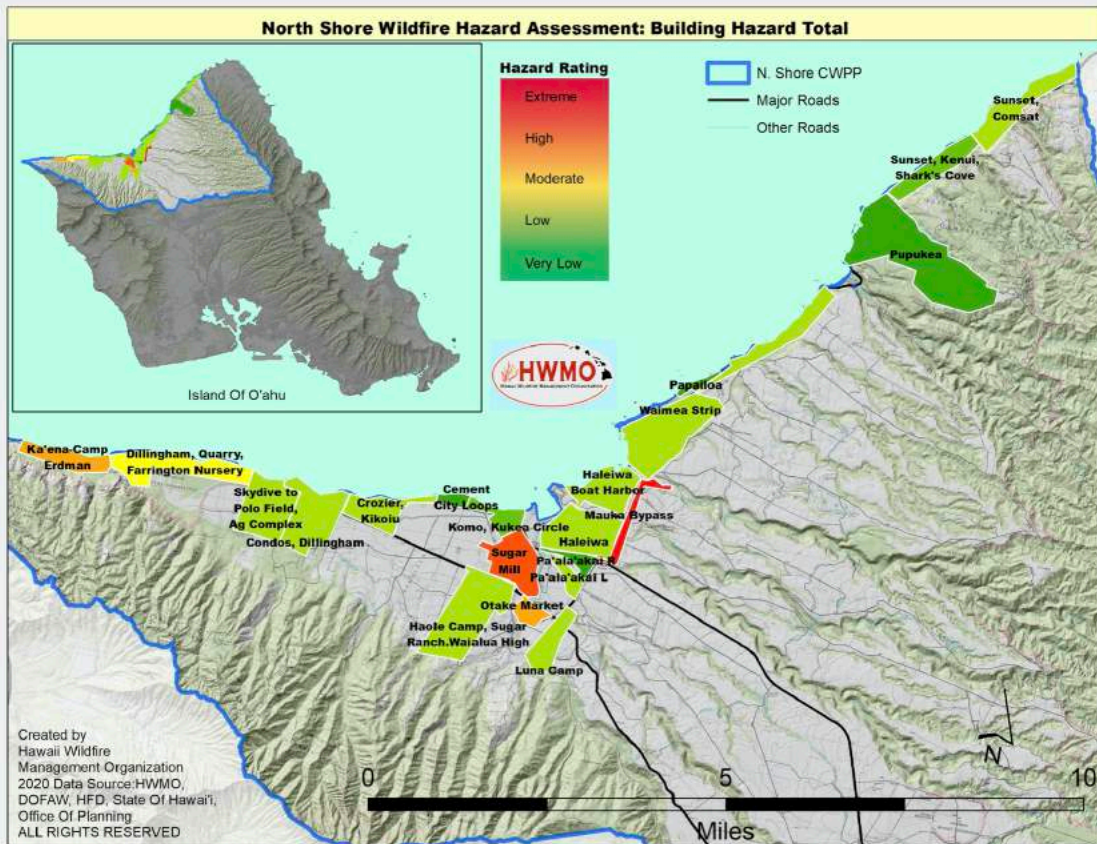 North Shore Wildfire Hazard Assessment: Building Hazard Total
Island Of O'ahu
Hazard Rating
Extreme
High
Moderate
Low
Very Low
N. Shore CWPP
Major Roads
Other Roads
HWMO
Sunset,
Comsat
Sunset, Kenui,
Shark's Cove
Pupukea
Papailoa
Waimea Strip
Ka'ena-Camp
Erdman
Dillingham, Quarry,
Farrington Nursery
Skydive to
Polo Field,
Ag Complex
Condos, Dillingham
Crozier,
Kikoiu
Cement
City Loops
Haleiwa
Boat Harbor
Mauka Bypass
Komo, Kukea Circle
Haleiwa
Sugar
Mill
Pa'ala'akai R
Pa'ala'akai L
Otake Market
Haole Camp, Sugar
Ranch.Waialua High
Luna Camp
Created by
Hawaii Wildfire
Management Organization
2020 Data Source:HWMO,
DOFAW, HFD, State Of Hawai'i,
Office Of Planning
ALL RIGHTS RESERVED
N
0
5
10
Miles